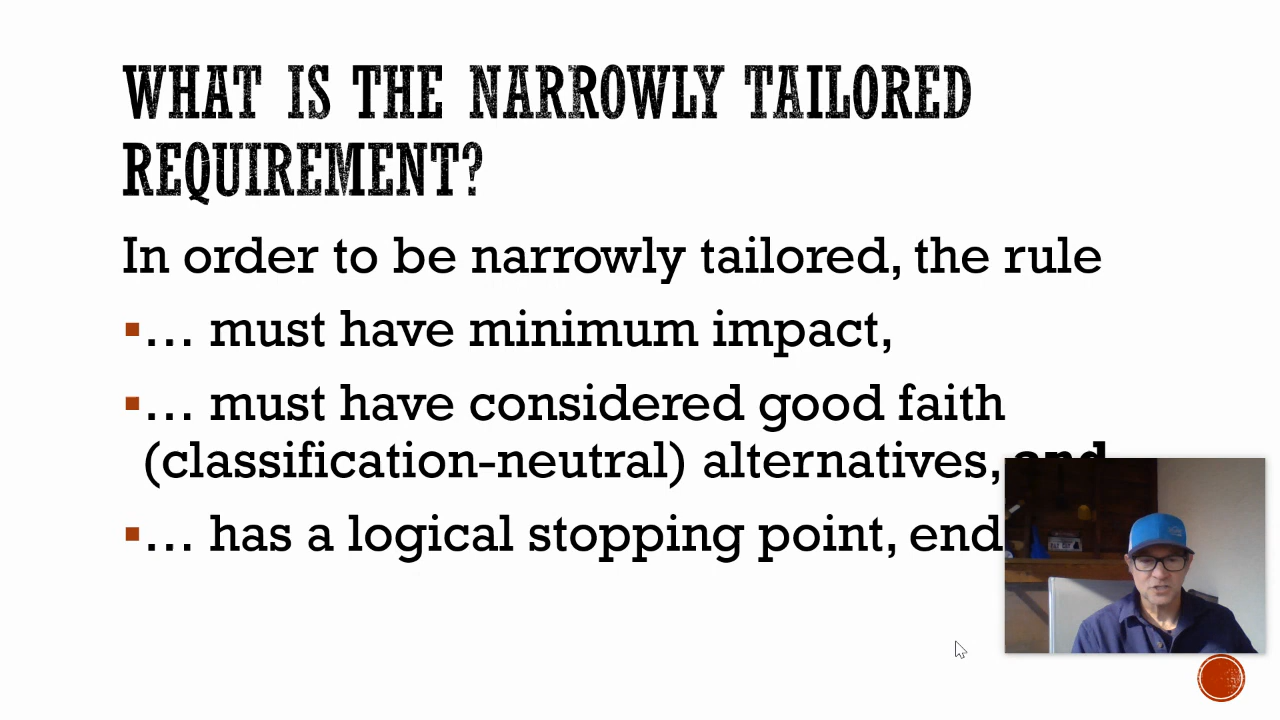 WHAT IS THE NARROWLY TAILORED
REQUIREMENT?
In order to be narrowly tailored, the rule
▪… must have minimum impact,
▪… must have considered good faith
(classification-neutral) alternatives, and
▪… has a logical stopping point, end